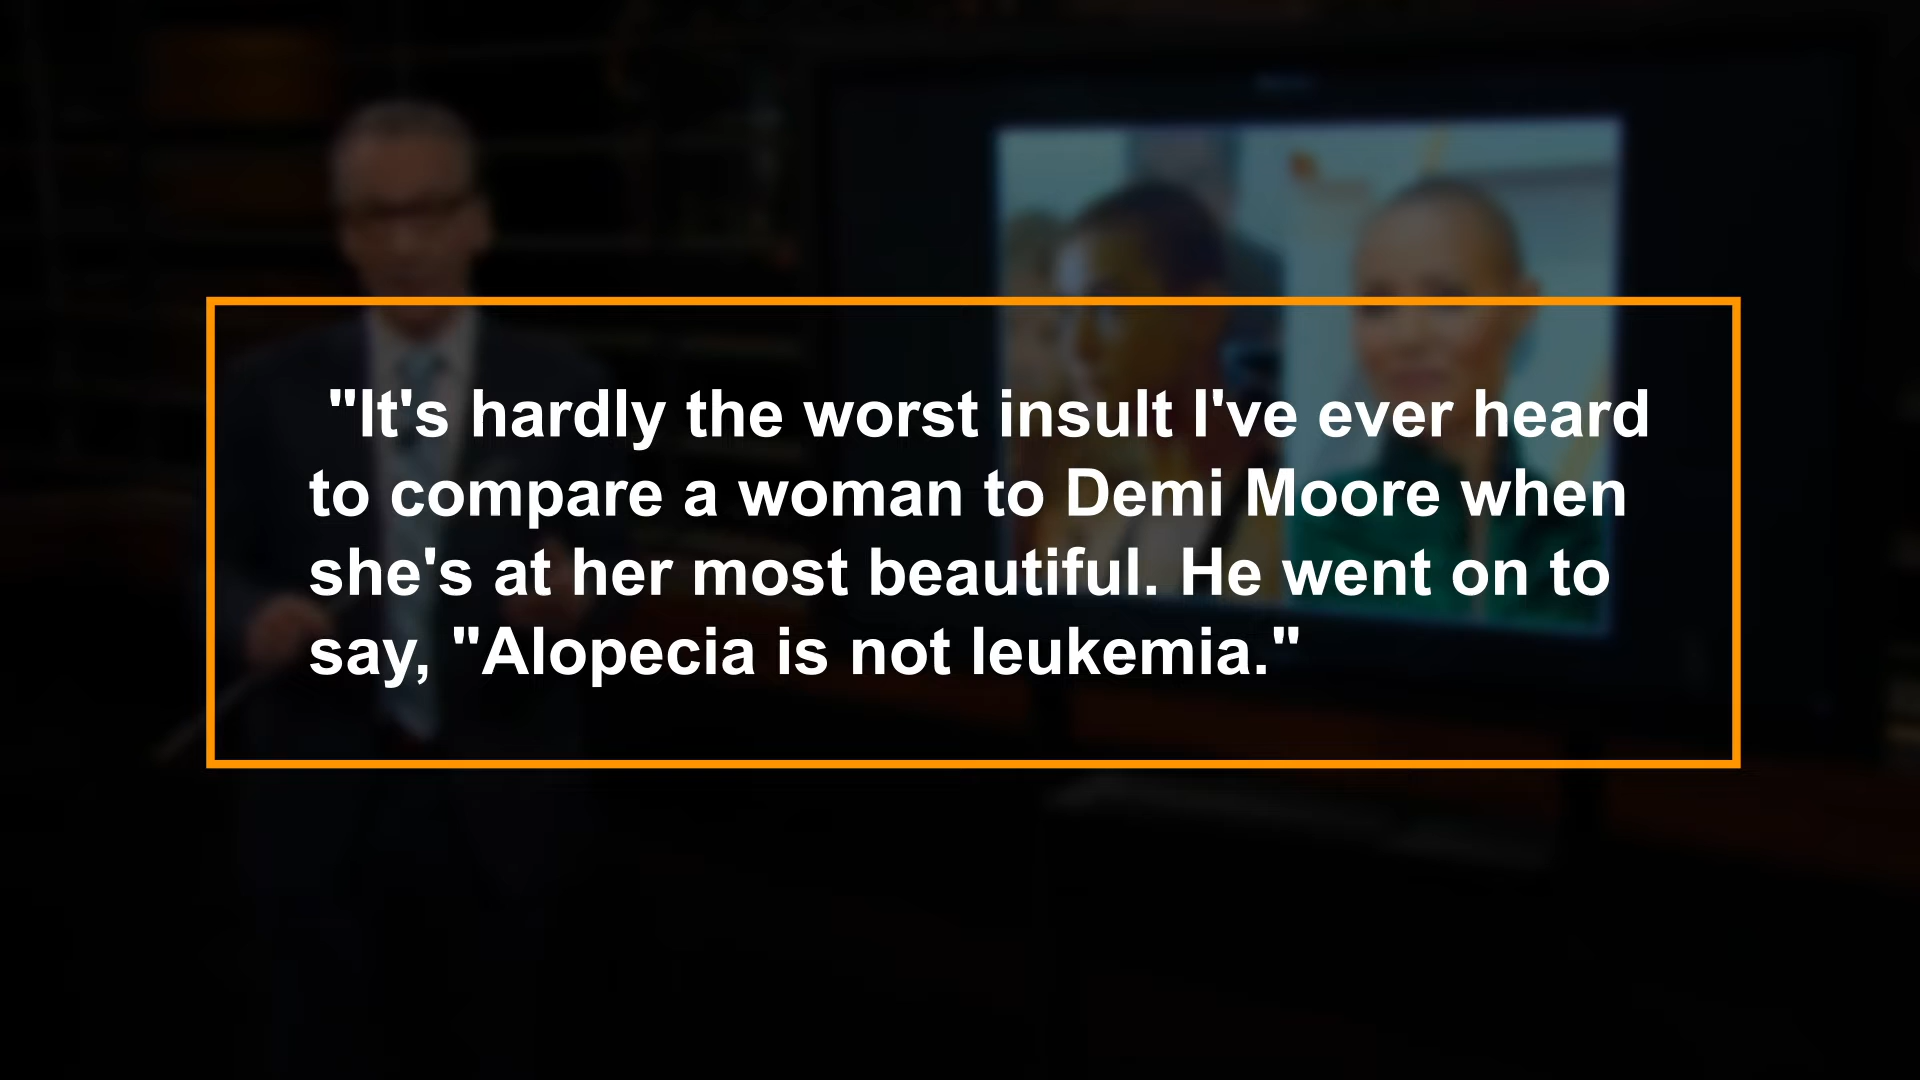 "It's hardly the worst insult I've ever heard
to compare a woman to Demi Moore when
she's at her most beautiful. He went on to
say, "Alopecia is not leukemia."